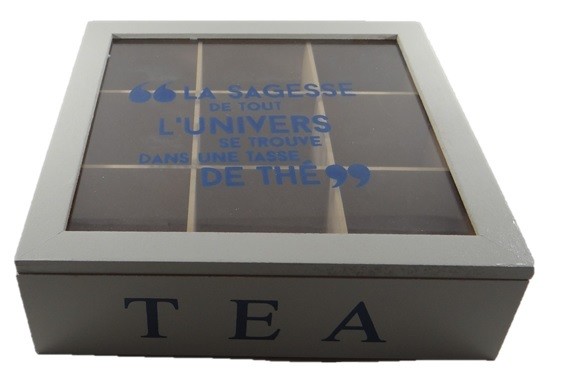 ❝ LA SAGESSE
DE TOUT
L'UNIVERS
SE TROUVE
DANS UNE TASSE
DE THÉ ❞
TEA